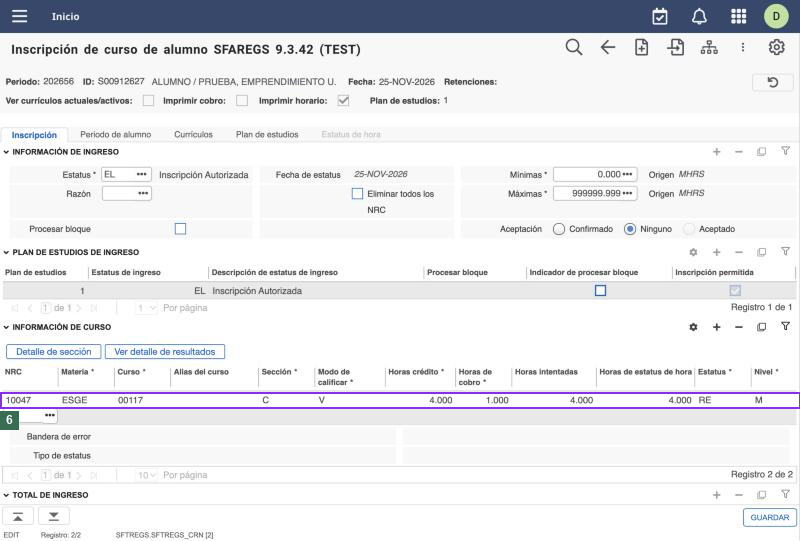 Inicio
D
Inscripción de curso de alumno SFAREGS 9.3.42 (TEST)
Periodo: 202656 ID: S00912627 ALUMNO / PRUEBA, EMPRENDIMIENTO U. Fecha: 25-NOV-2026 Retenciones:
Ver currículos actuales/activos: Imprimir cobro: Imprimir horario: Plan de estudios: 1
Inscripción Periodo de alumno Currículos Plan de estudios Estatus de hora
INFORMACIÓN DE INGRESO
Estatus * EL ••• Inscripción Autorizada Fecha de estatus 25-NOV-2026 Mínimas * 0.000 ••• Origen MHRS
Razón ••• Eliminar todos los NRC Máximas * 999999.999 ••• Origen MHRS
Procesar bloque Aceptación Confirmado Ninguno Aceptado
PLAN DE ESTUDIOS DE INGRESO
Plan de estudios Estatus de ingreso Descripción de estatus de ingreso Procesar bloque Indicador de procesar bloque Inscripción permitida
1 EL Inscripción Autorizada
1 de 1 1 Por página Registro 1 de 1
INFORMACIÓN DE CURSO
Detalle de sección Ver detalle de resultados
NRC Materia * Curso * Alias del curso Sección * Modo de calificar * Horas crédito * Horas de cobro * Horas intentadas Horas de estatus de hora Estatus * Nivel *
10047 ESGE 00117 C V 4.000 1.000 4.000 4.000 RE M
6 •••
Bandera de error
Tipo de estatus
1 de 1 10 Por página Registro 2 de 2
TOTAL DE INGRESO
GUARDAR
EDIT Registro: 2/2 SFTREGS.SFTREGS_CRN [2]